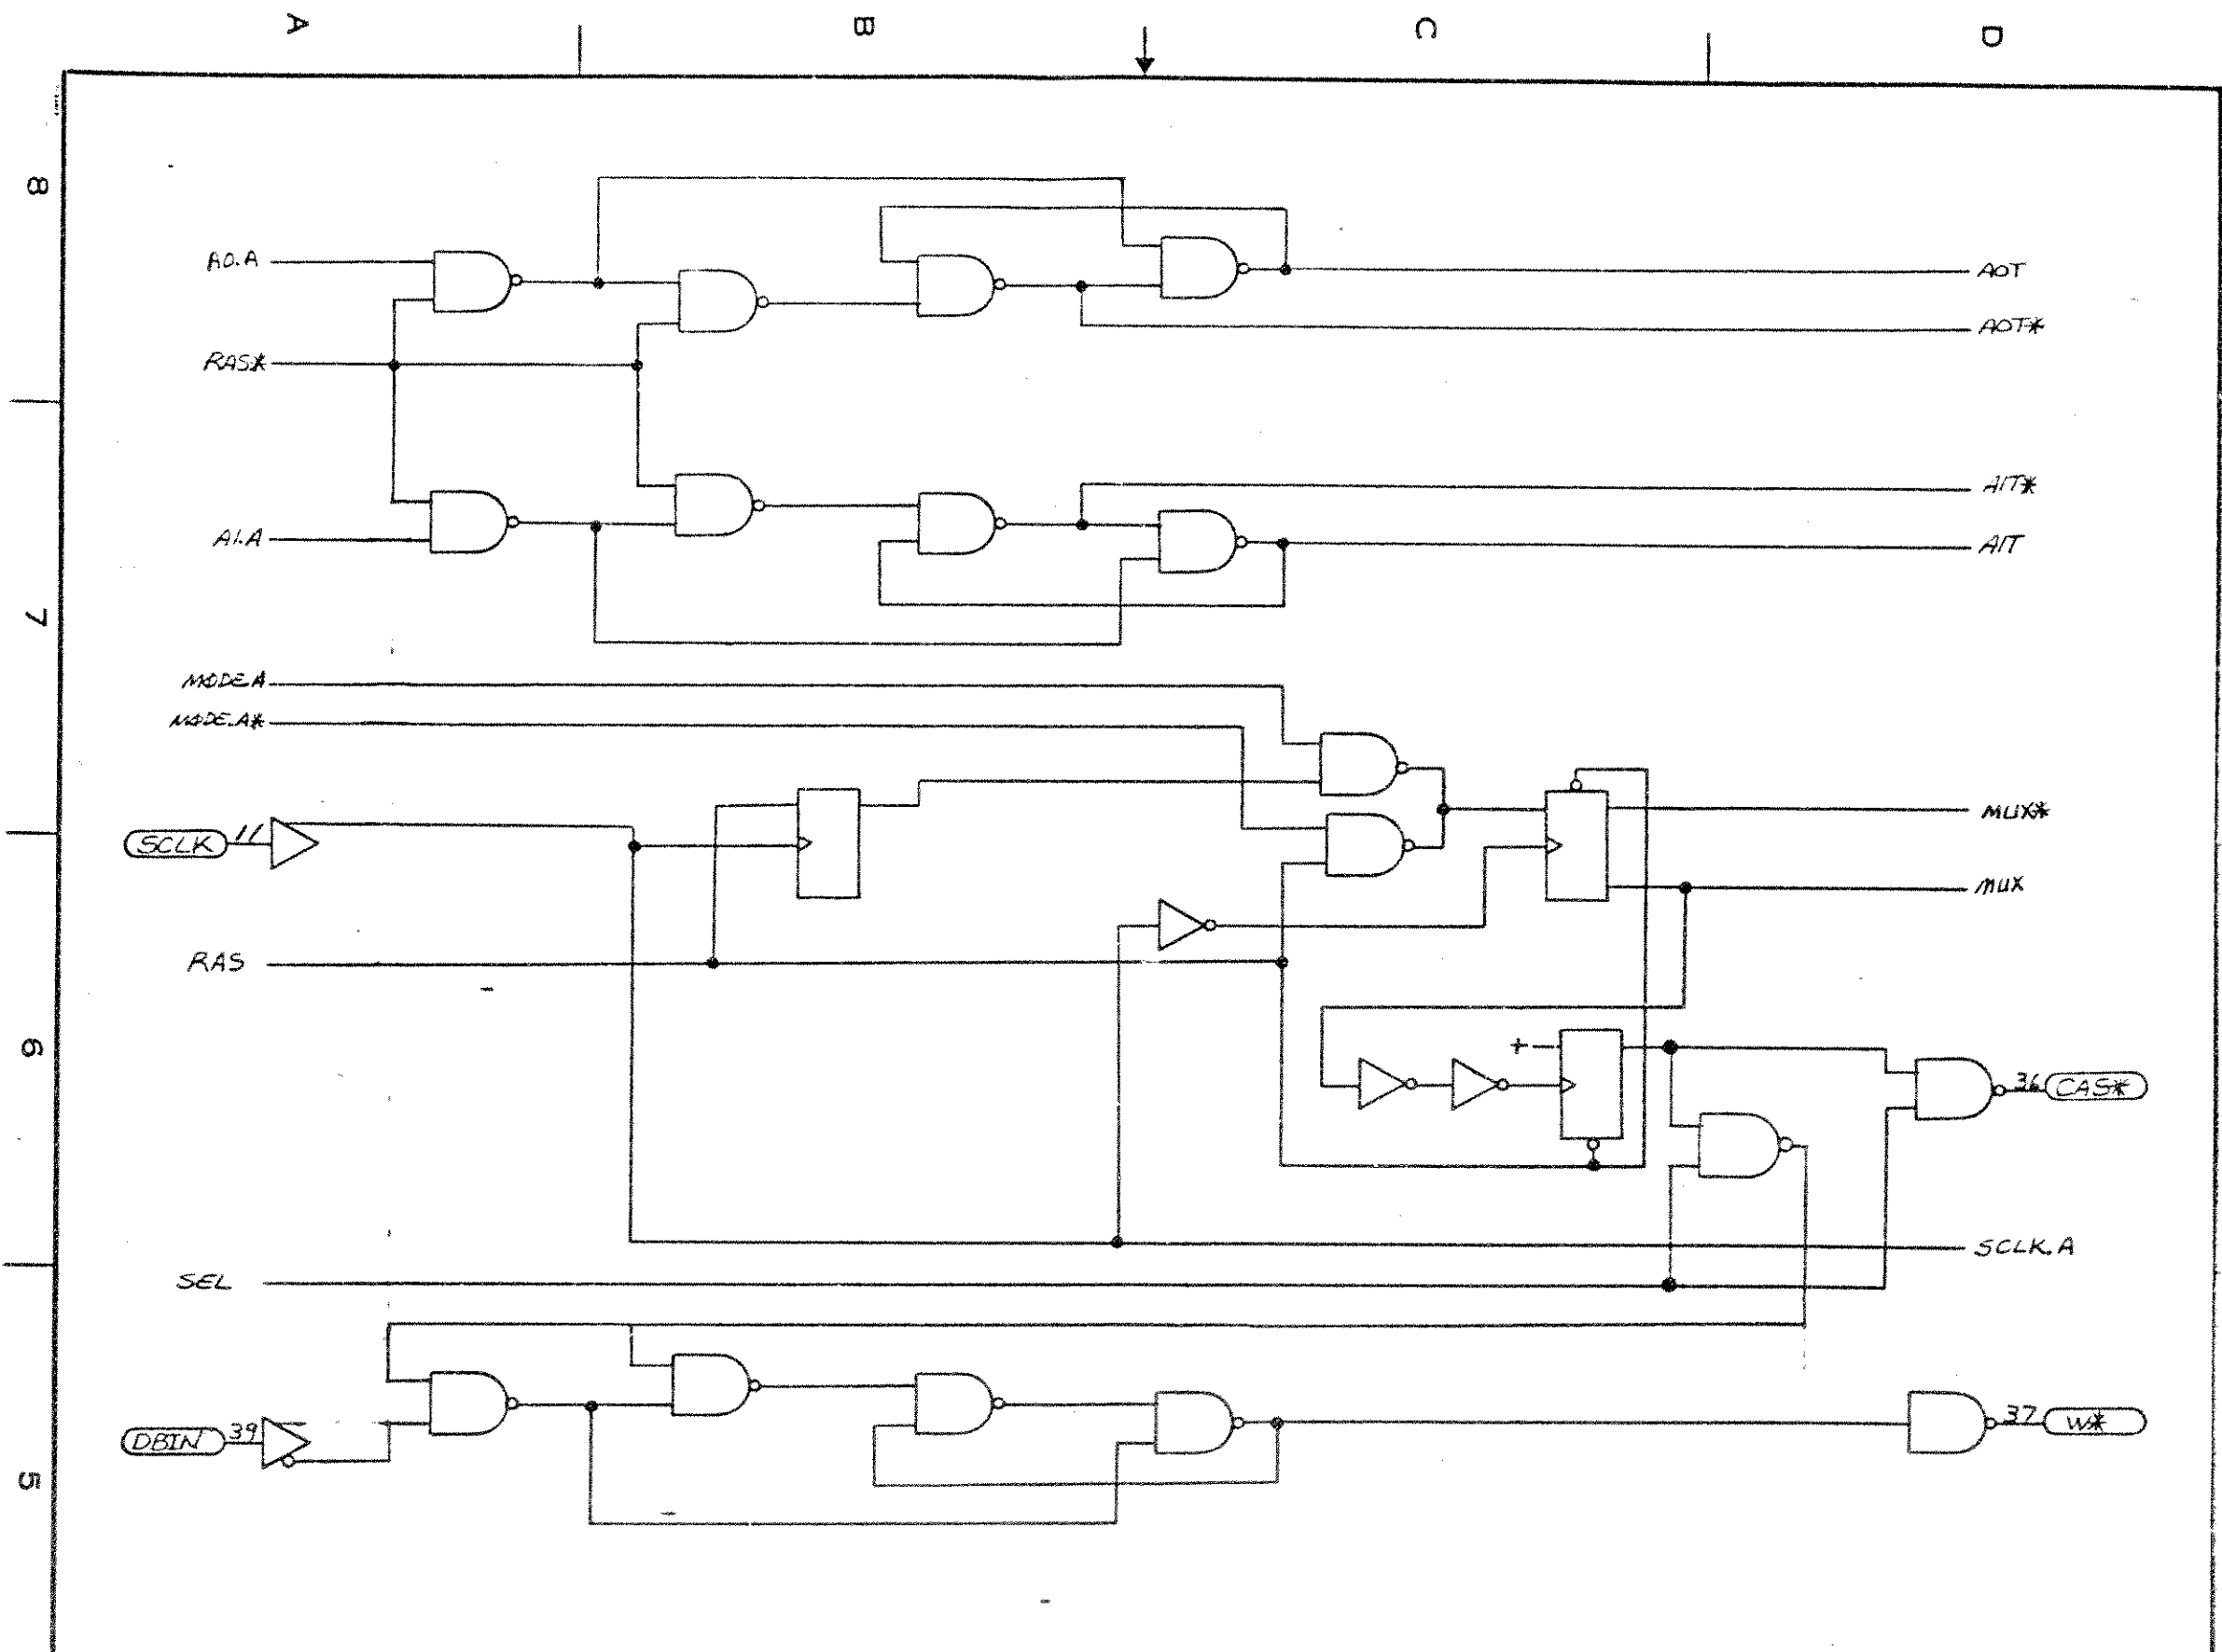 A B C D
8
A0.A
A0T
A0T*
RAS*
A1T*
A1.A
A1T
7
MODE.A
MODE.A*
MUX*
SCLK 11
MUX
RAS
6
+
36 CAS*
SCLK.A
SEL
DBIN 39
37 W*
5